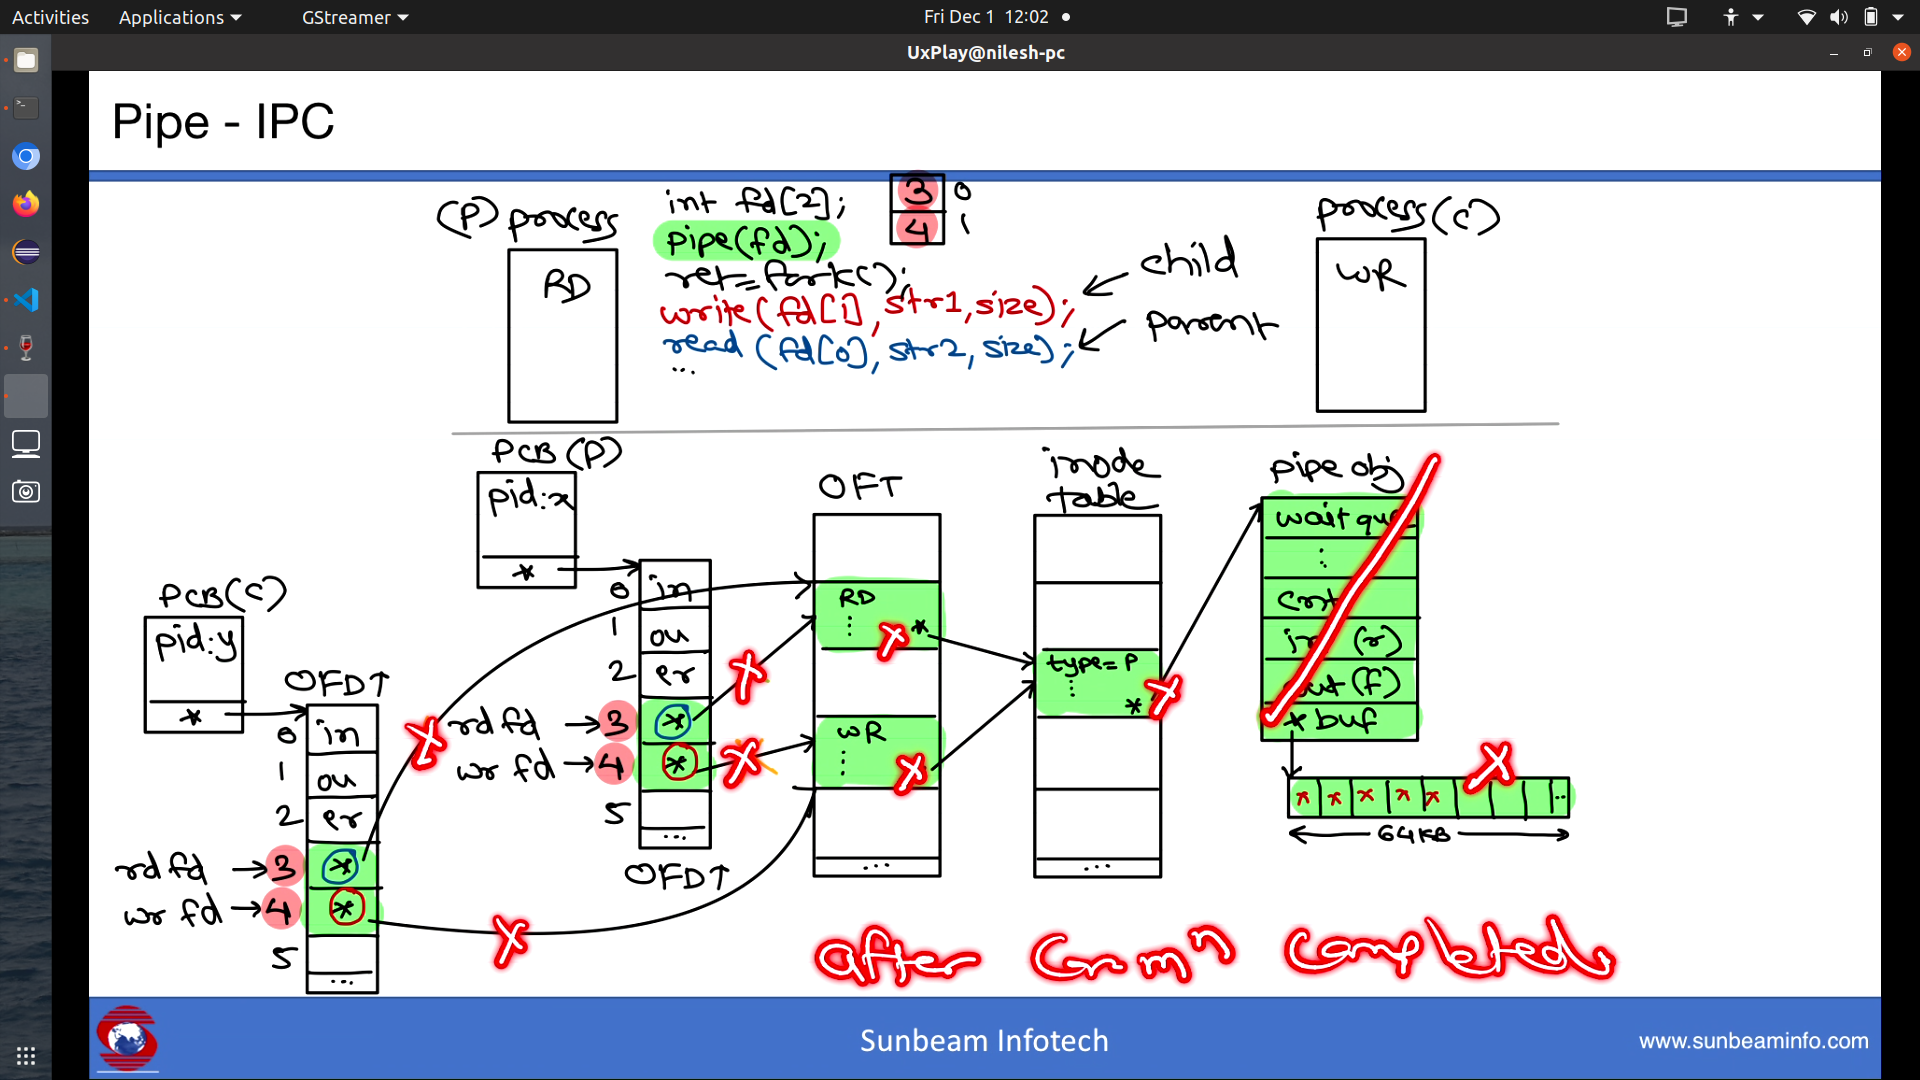 Activities Applications GStreamer Fri Dec 1 12:02
UxPlay@nilesh-pc
Pipe - IPC
(P) process
RD
int fd[2];
pipe(fd);
ret=fork();
write(fd[1], str1, size);
read (fd[0], str2, size);
...
3 0
4 1
child
parent
process (C)
WR
PCB (P)
pid:x
*
PCB(C)
pid:y
*
OFDT
0 in
1 ou
2 er
rd fd → 3 *
wr fd → 4 *
5
...
0 in
1 ou
2 er
rd fd → 3 *
wr fd → 4 *
5
...
OFDT
OFT
RD
⋮ *
WR
⋮
...
inode
table
type=P
⋮
*
...
pipe obj
wait que
⋮
cnt
in (r)
out (f)
* buf
x x x x x ...
64KB
After Commⁿ Completed.
Sunbeam Infotech
www.sunbeaminfo.com